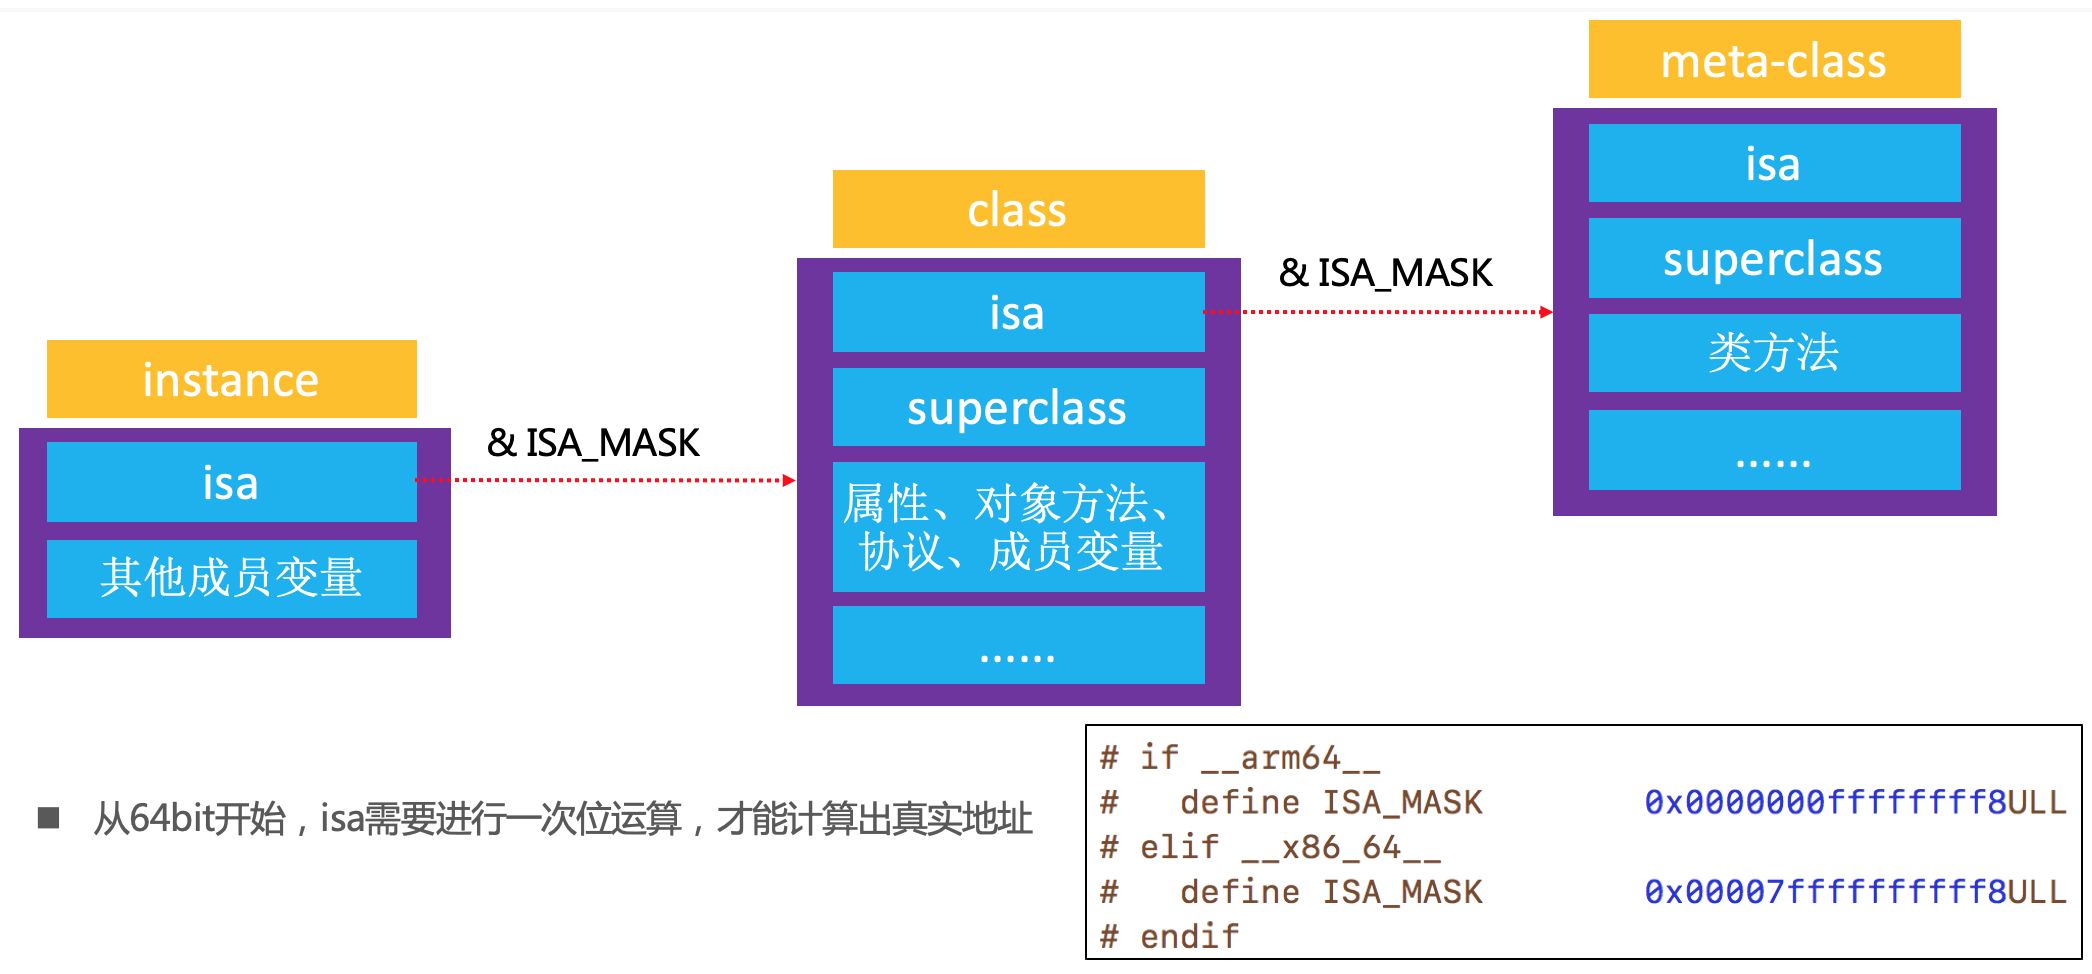 instance
isa
其他成员变量
& ISA_MASK
class
isa
superclass
属性、对象方法、
协议、成员变量
......
& ISA_MASK
meta-class
isa
superclass
类方法
......
■ 从64bit开始，isa需要进行一次位运算，才能计算出真实地址
# if __arm64__
#   define ISA_MASK        0x0000000ffffffff8ULL
# elif __x86_64__
#   define ISA_MASK        0x00007ffffffffff8ULL
# endif